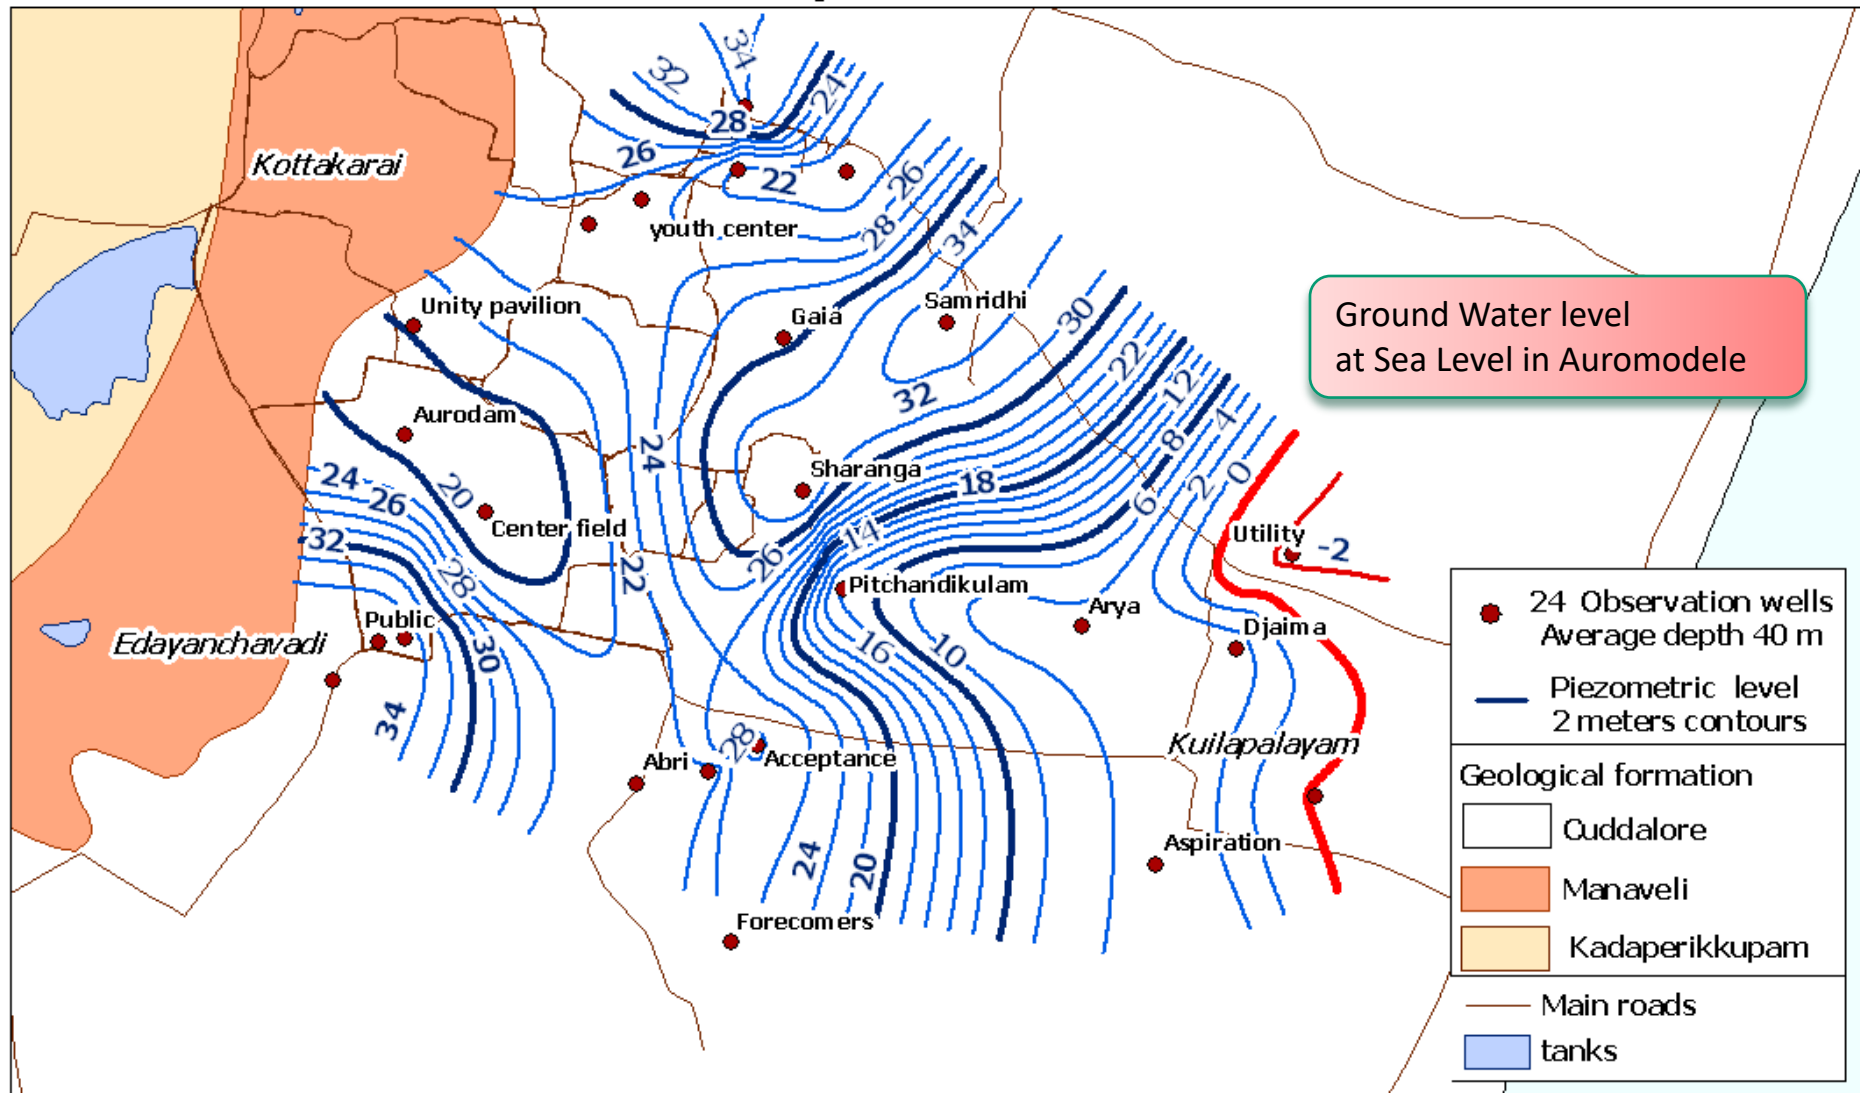 34
32
24
28
26
22
Kottakarai
26
youth center
28
34
Unity pavilion
Gaia
Samridhi
30
Ground Water level
at Sea Level in Auromodele
22
32
12
Aurodam
4
8
24
Sharanga
24
26
20
18
2
0
6
Center field
14
Utility
-2
32
26
28
22
Pitchandikulam
Arya
Public
Djaima
Edayanchavadi
30
16
10
34
28
Kuilapalayam
Abri
Acceptance
24
20
Aspiration
Forecomers
24 Observation wells
Average depth 40 m
Piezometric level
2 meters contours
Geological formation
Cuddalore
Manaveli
Kadaperikkupam
Main roads
tanks